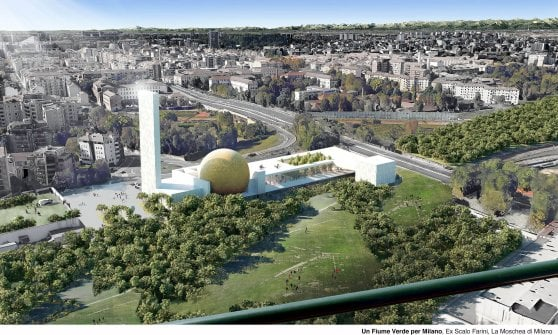 Un Fiume Verde per Milano, Ex Scalo Farini, La Moschea di Milano